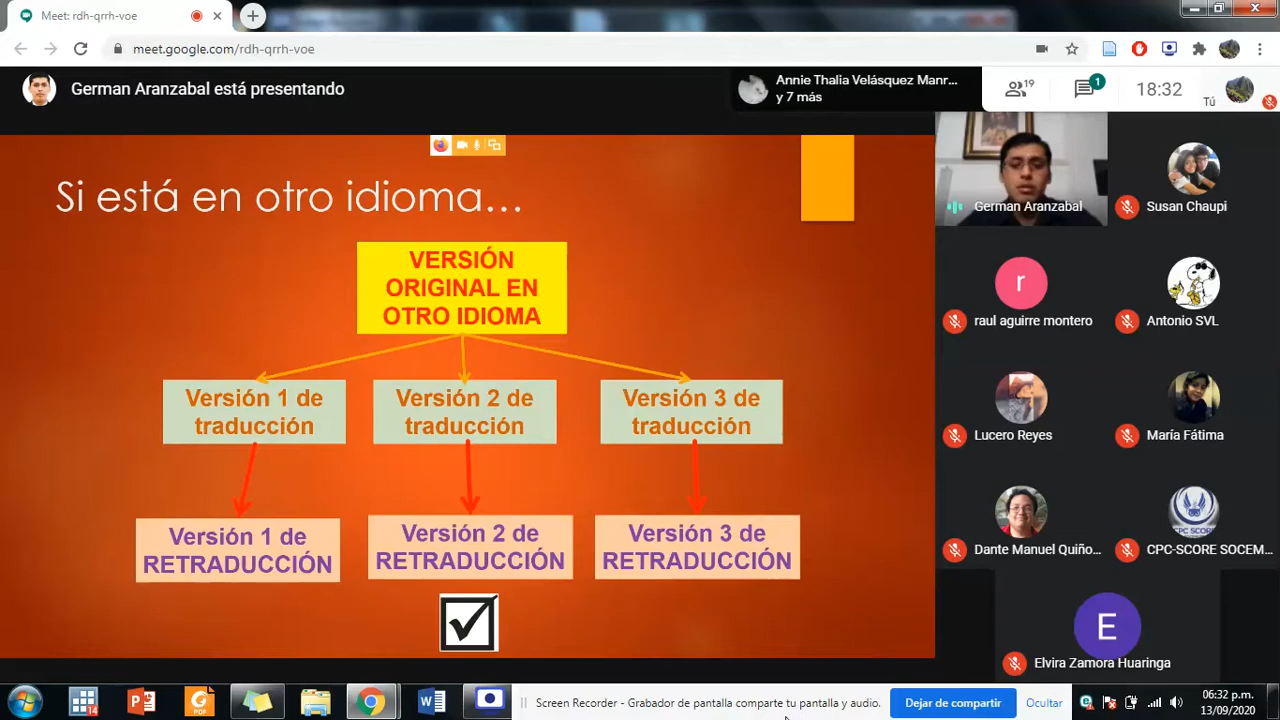 Meet: rdh-qrrh-voe
meet.google.com/rdh-qrrh-voe
German Aranzabal está presentando
Annie Thalia Velásquez Manr...
y 7 más
19
1
18:32
Tú
Si está en otro idioma...
VERSIÓN
ORIGINAL EN
OTRO IDIOMA
Versión 1 de
traducción
Versión 2 de
traducción
Versión 3 de
traducción
Versión 1 de
RETRADUCCIÓN
Versión 2 de
RETRADUCCIÓN
Versión 3 de
RETRADUCCIÓN
German Aranzabal
Susan Chaupi
r
raul aguirre montero
Antonio SVL
Lucero Reyes
María Fátima
Dante Manuel Quiño...
CPC-SCORE SOCEM...
CPC SCORE
E
Elvira Zamora Huaringa
14
PDF
Screen Recorder - Grabador de pantalla comparte tu pantalla y audio.
Dejar de compartir
Ocultar
06:32 p.m.
13/09/2020